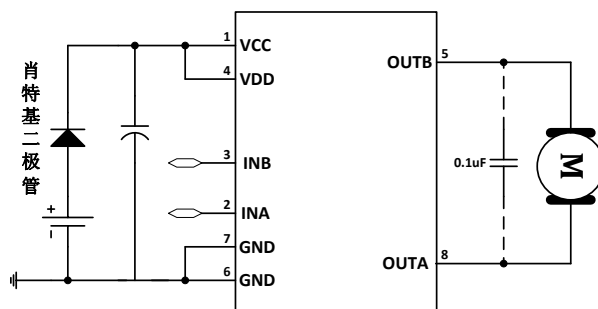 肖特基二极管
+
-
1
VCC
4
VDD
3
INB
2
INA
7
GND
6
GND
5
OUTB
8
OUTA
0.1uF
M